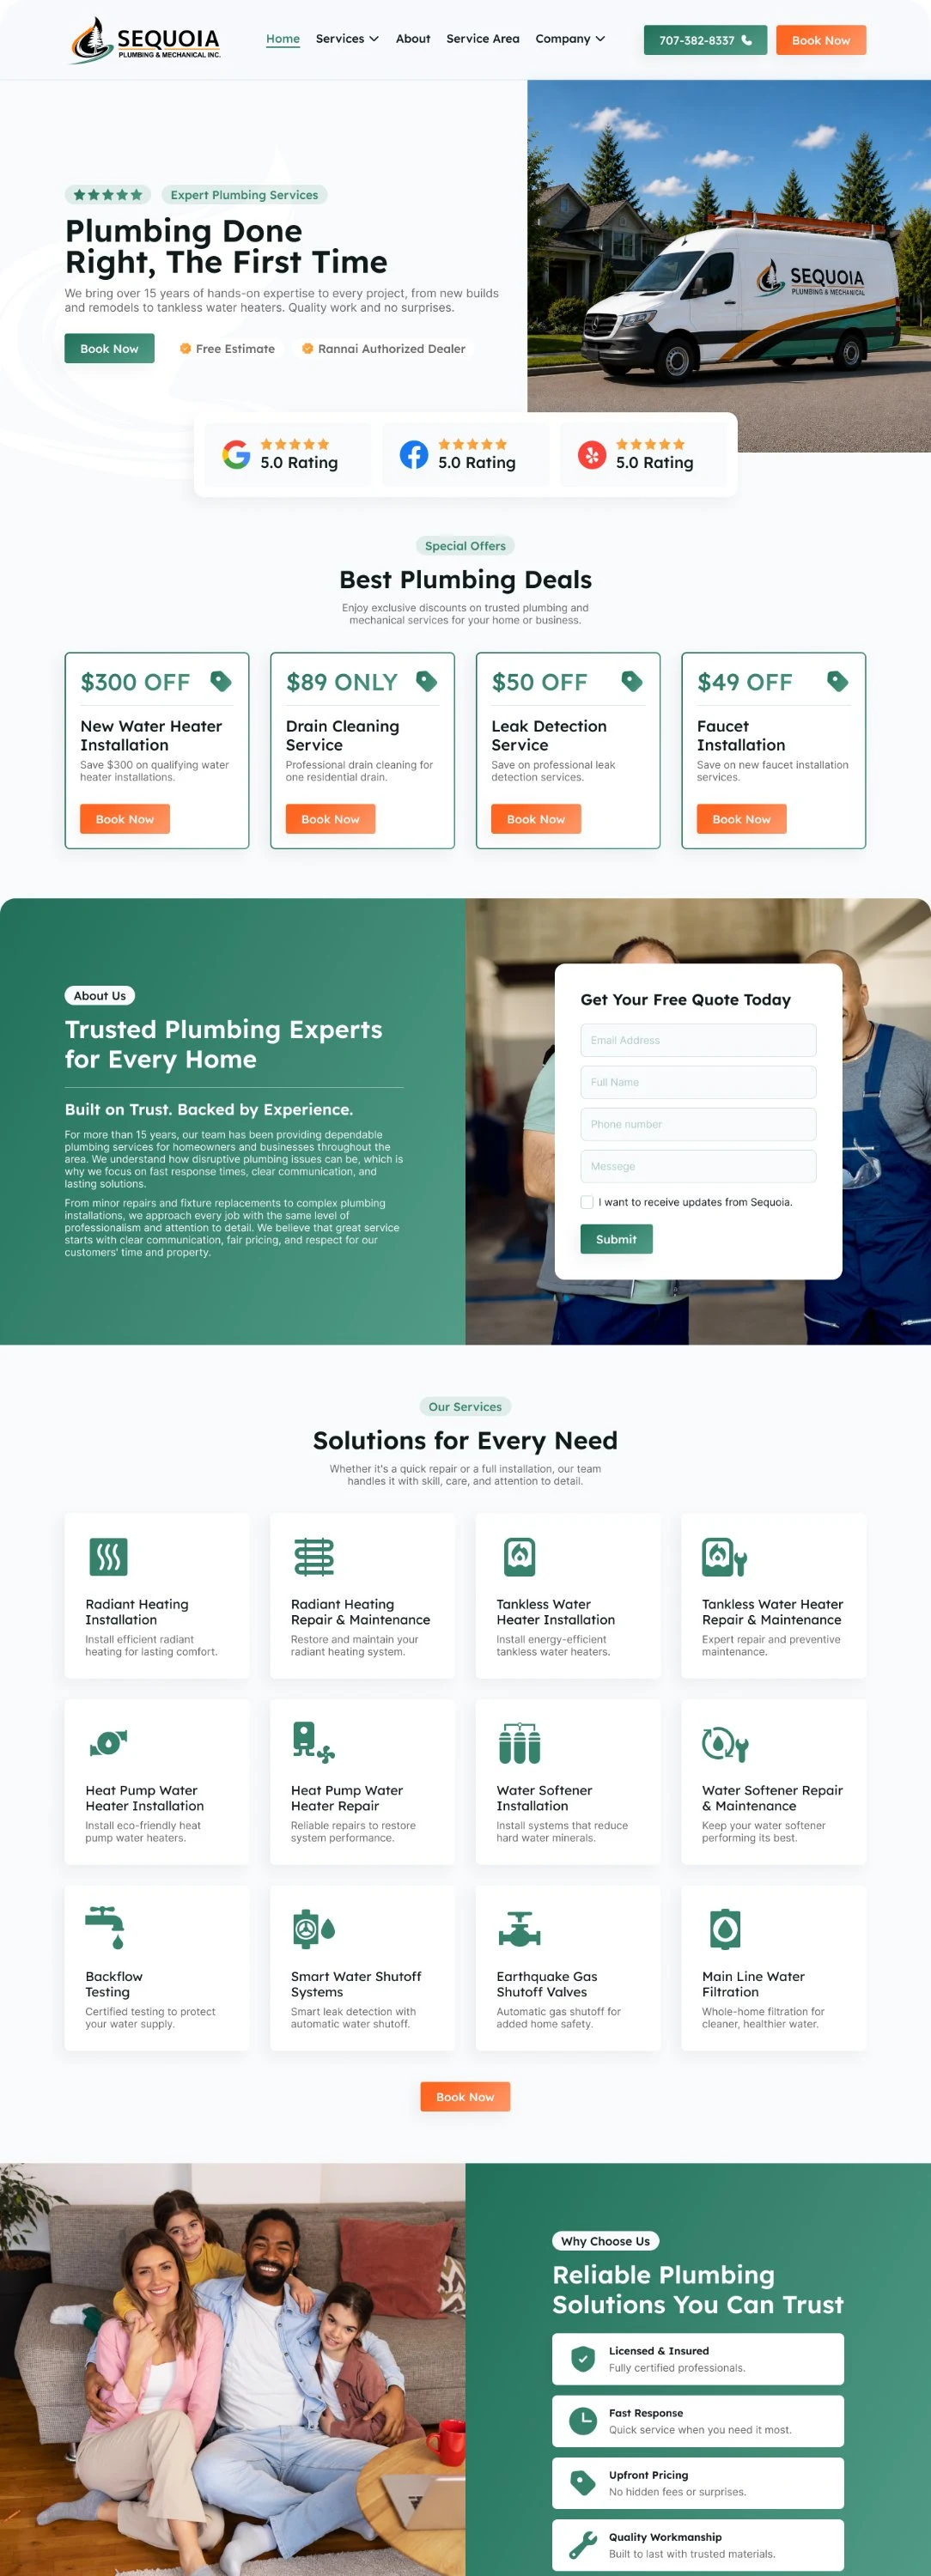 SEQUOIA
PLUMBING & MECHANICAL INC.
Home
Services
About
Service Area
Company
707-382-8337
Book Now
Expert Plumbing Services
Plumbing Done
Right, The First Time
We bring over 15 years of hands-on expertise to every project, from new builds
and remodels to tankless water heaters. Quality work and no surprises.
Book Now
Free Estimate
Rannai Authorized Dealer
SEQUOIA
PLUMBING & MECHANICAL
5.0 Rating
5.0 Rating
5.0 Rating
Special Offers
Best Plumbing Deals
Enjoy exclusive discounts on trusted plumbing and
mechanical services for your home or business.
$300 OFF
New Water Heater
Installation
Save $300 on qualifying water
heater installations.
Book Now
$89 ONLY
Drain Cleaning
Service
Professional drain cleaning for
one residential drain.
Book Now
$50 OFF
Leak Detection
Service
Save on professional leak
detection services.
Book Now
$49 OFF
Faucet
Installation
Save on new faucet installation
services.
Book Now
About Us
Trusted Plumbing Experts
for Every Home
Built on Trust. Backed by Experience.
For more than 15 years, our team has been providing dependable
plumbing services for homeowners and businesses throughout the
area. We understand how disruptive plumbing issues can be, which is
why we focus on fast response times, clear communication, and
lasting solutions.
From minor repairs and fixture replacements to complex plumbing
installations, we approach every job with the same level of
professionalism and attention to detail. We believe that great service
starts with clear communication, fair pricing, and respect for our
customers' time and property.
Get Your Free Quote Today
Email Address
Full Name
Phone number
Messege
I want to receive updates from Sequoia.
Submit
Our Services
Solutions for Every Need
Whether it's a quick repair or a full installation, our team
handles it with skill, care, and attention to detail.
Radiant Heating
Installation
Install efficient radiant
heating for lasting comfort.
Radiant Heating
Repair & Maintenance
Restore and maintain your
radiant heating system.
Tankless Water
Heater Installation
Install energy-efficient
tankless water heaters.
Tankless Water Heater
Repair & Maintenance
Expert repair and preventive
maintenance.
Heat Pump Water
Heater Installation
Install eco-friendly heat
pump water heaters.
Heat Pump Water
Heater Repair
Reliable repairs to restore
system performance.
Water Softener
Installation
Install systems that reduce
hard water minerals.
Water Softener Repair
& Maintenance
Keep your water softener
performing its best.
Backflow
Testing
Certified testing to protect
your water supply.
Smart Water Shutoff
Systems
Smart leak detection with
automatic water shutoff.
Earthquake Gas
Shutoff Valves
Automatic gas shutoff for
added home safety.
Main Line Water
Filtration
Whole-home filtration for
cleaner, healthier water.
Book Now
Why Choose Us
Reliable Plumbing
Solutions You Can Trust
Licensed & Insured
Fully certified professionals.
Fast Response
Quick service when you need it most.
Upfront Pricing
No hidden fees or surprises.
Quality Workmanship
Built to last with trusted materials.